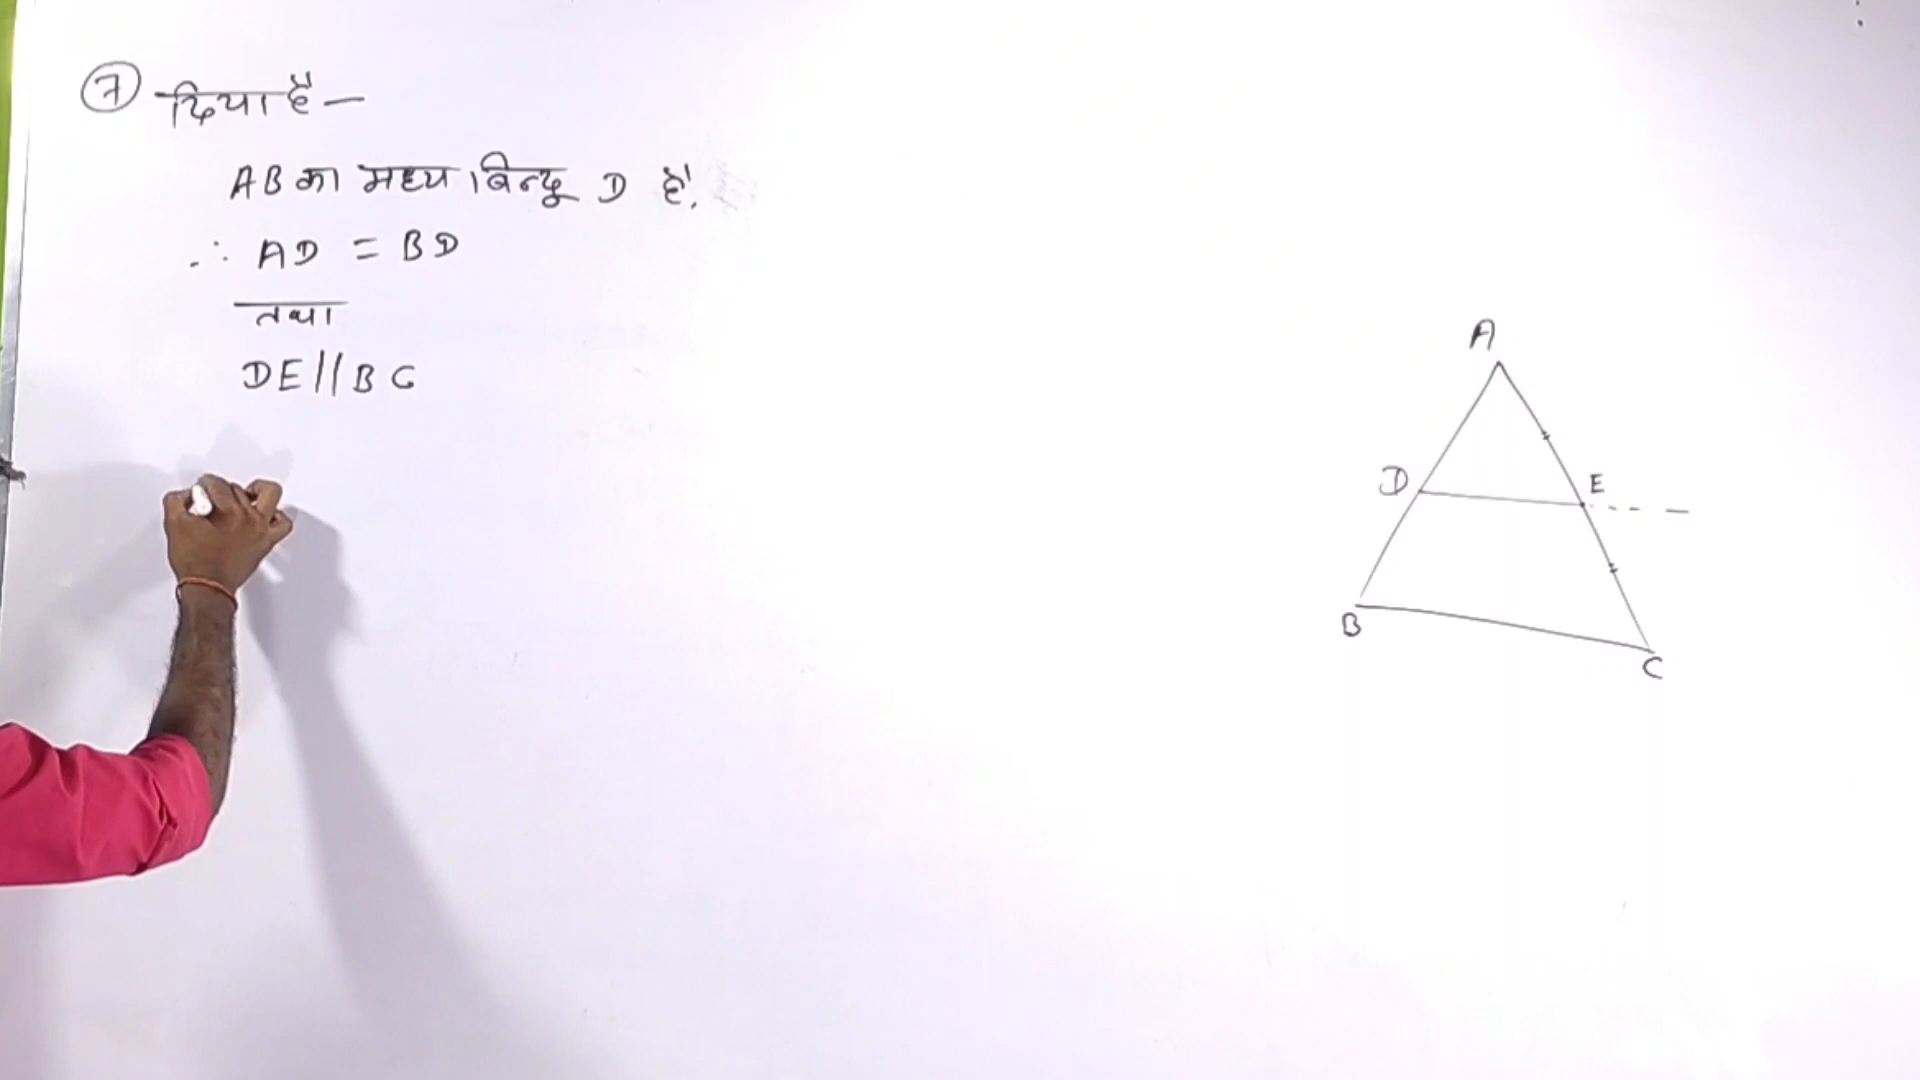 7 दिया है —
AB का मध्य बिन्दू D है.
∴ AD = BD
तथा
DE // BC
A
D
E
B
C